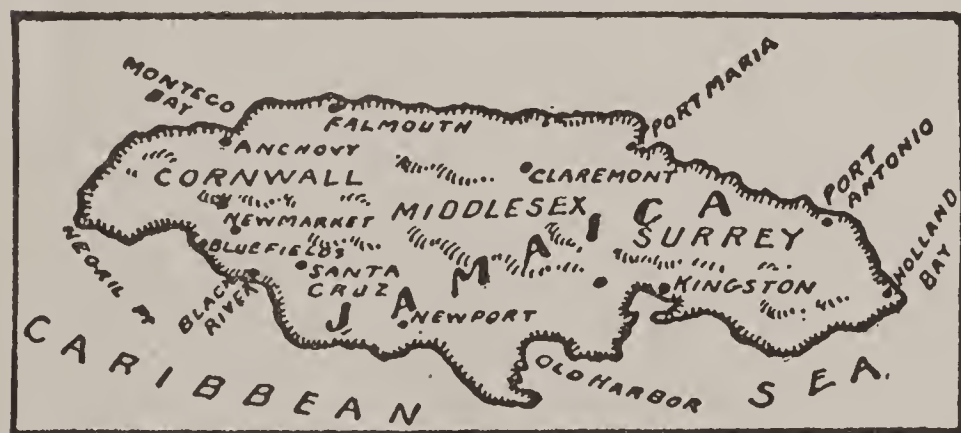 MONTEGO
BAY
FALMOUTH
PORT MARIA
ANCHOVY
CORNWALL
CLAREMONT
PORT
ANTONIO
NEWMARKET
MIDDLESEX
JAMAICA
SURREY
BLUEFIELDS
HOLLAND
BAY
NEGRIL PT
SANTA
CRUZ
BLACK
RIVER
KINGSTON
NEWPORT
OLD HARBOR
CARIBBEAN
SEA.